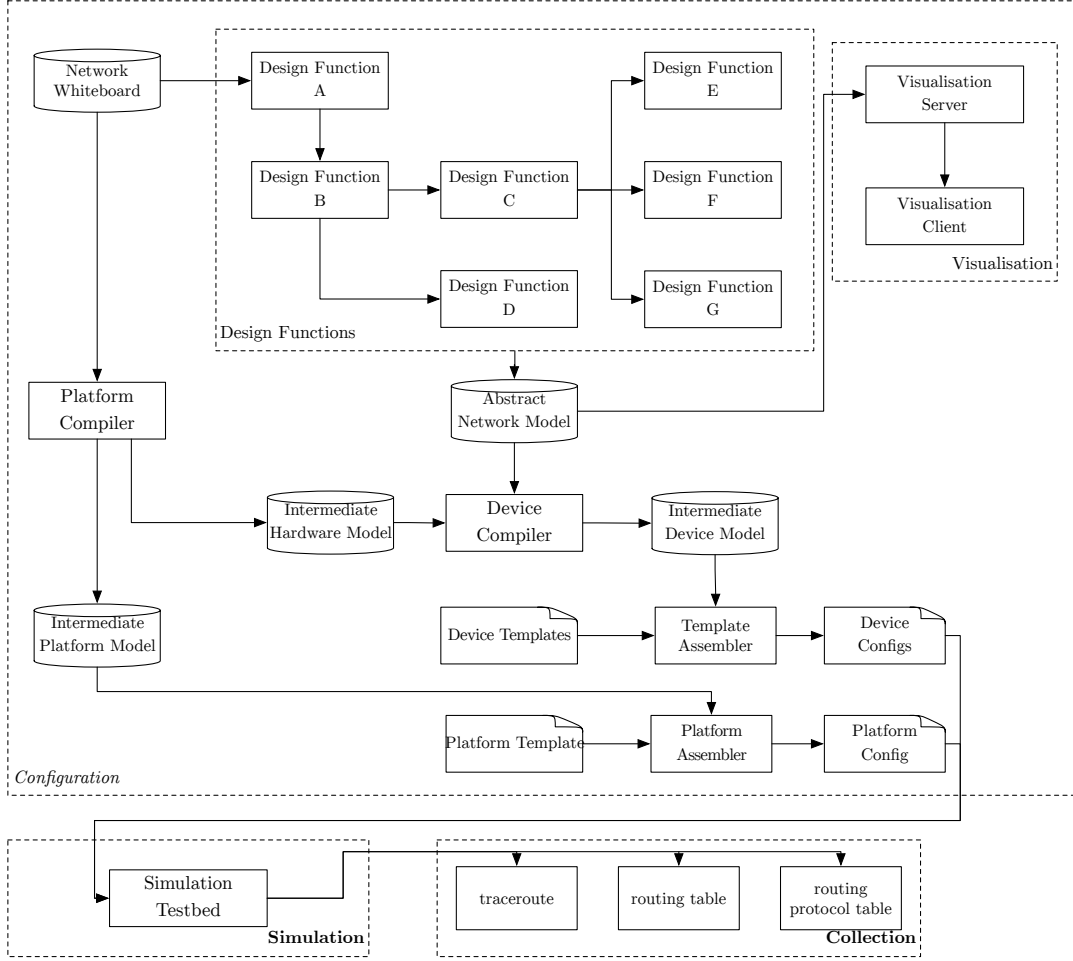 Network
Whiteboard
Design Function
A
Design Function
E
Visualisation
Server
Design Function
B
Design Function
C
Design Function
F
Visualisation
Client
Visualisation
Design Function
D
Design Function
G
Design Functions
Platform
Compiler
Abstract
Network Model
Intermediate
Hardware Model
Device
Compiler
Intermediate
Device Model
Intermediate
Platform Model
Device Templates
Template
Assembler
Device
Configs
Platform Template
Platform
Assembler
Platform
Config
Configuration
Simulation
Testbed
Simulation
traceroute
routing table
routing
protocol table
Collection